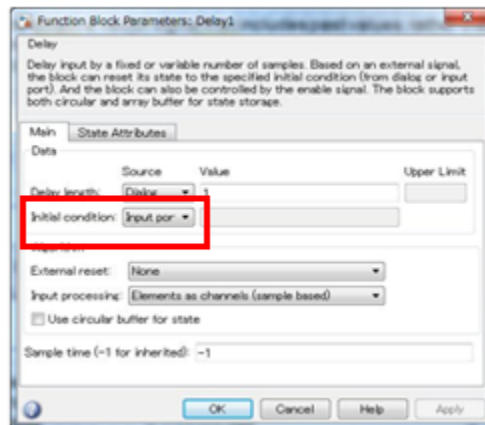 Function Block Parameters: Delay1
Delay
Delay input by a fixed or variable number of samples. Based on an external signal,
the block can reset its state to the specified initial condition (from dialog or input
port). And the block can also be controlled by the enable signal. The block supports
both circular and array buffer for state storage.
Main State Attributes
Data
Source Value Upper Limit
Delay length: Dialog 1
Initial condition: Input por
Algorithm
External reset: None
Input processing: Elements as channels (sample based)
Use circular buffer for state
Sample time (-1 for inherited): -1
OK Cancel Help Apply